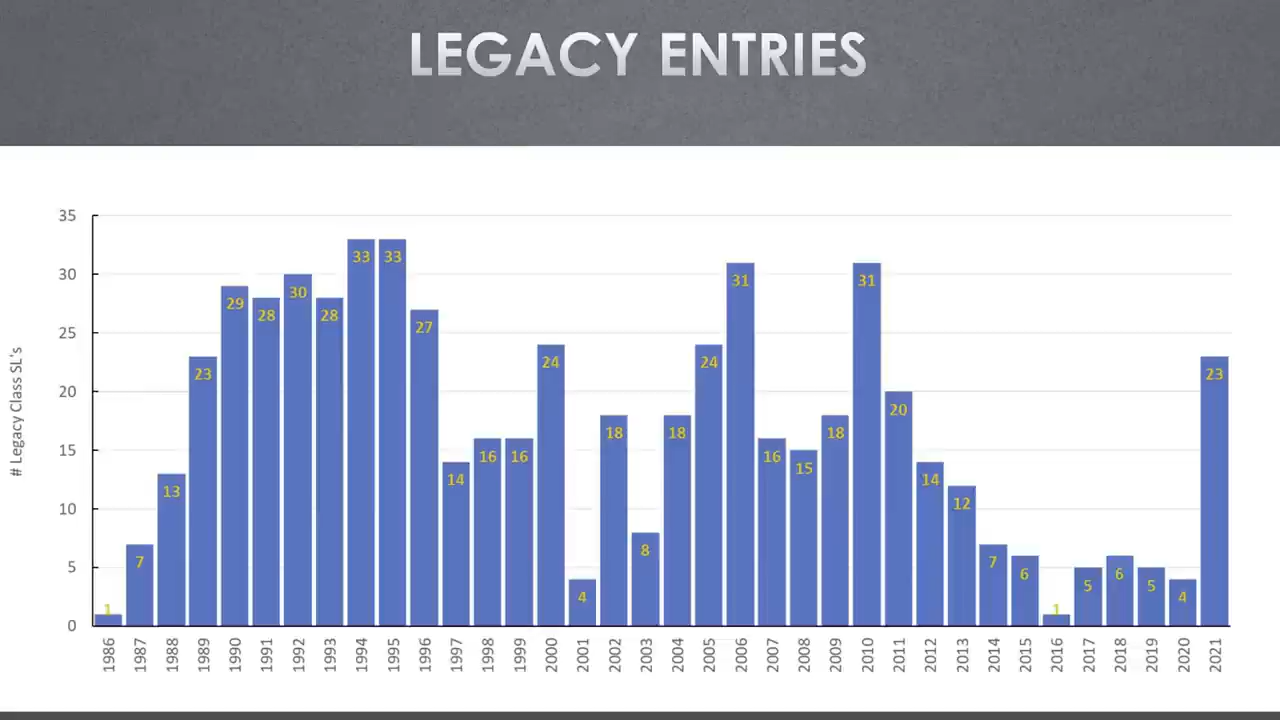 LEGACY ENTRIES
# Legacy Class SL's
35
30
25
20
15
10
5
0
1 7 13 23 29 28 30 28 33 33 27 14 16 16 24 4 18 8 18 24 31 16 15 18 31 20 14 12 7 6 1 5 6 5 4 23
1986 1987 1988 1989 1990 1991 1992 1993 1994 1995 1996 1997 1998 1999 2000 2001 2002 2003 2004 2005 2006 2007 2008 2009 2010 2011 2012 2013 2014 2015 2016 2017 2018 2019 2020 2021